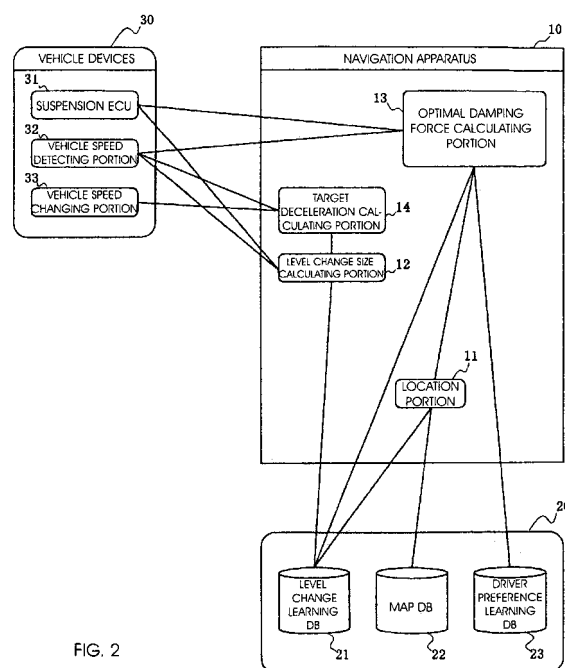 30
VEHICLE DEVICES
31
SUSPENSION ECU
32
VEHICLE SPEED
DETECTING PORTION
33
VEHICLE SPEED
CHANGING PORTION
10
NAVIGATION APPARATUS
13
OPTIMAL DAMPING
FORCE CALCULATING
PORTION
TARGET
DECELERATION CAL-
CULATING PORTION
14
LEVEL CHANGE SIZE
CALCULATING PORTION
12
11
LOCATION
PORTION
20
LEVEL
CHANGE
LEARNING
DB
21
MAP DB
22
DRIVER
PREFERENCE
LEARNING
DB
23
FIG. 2